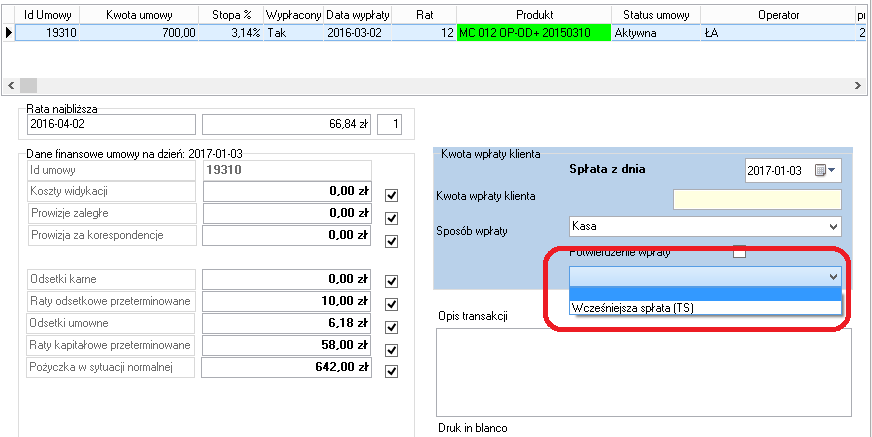 Id Umowy Kwota umowy Stopa % Wypłacony Data wypłaty Rat Produkt Status umowy Operator
19310 700,00 3,14% Tak 2016-03-02 12 MC 012 OP-OD+ 20150310 Aktywna ŁA 2
Rata najbliższa
2016-04-02 66,84 zł 1
Dane finansowe umowy na dzień: 2017-01-03
Id umowy 19310
Koszty widykacji 0,00 zł
Prowizje zaległe 0,00 zł
Prowizja za korespondencje 0,00 zł
Odsetki karne 0,00 zł
Raty odsetkowe przeterminowane 10,00 zł
Odsetki umowne 6,18 zł
Raty kapitałowe przeterminowane 58,00 zł
Pożyczka w sytuacji normalnej 642,00 zł
Kwota wpłaty klienta
Spłata z dnia 2017-01-03
Kwota wpłaty klienta
Sposób wpłaty Kasa
Potwierdzenie wpłaty
Wcześniejsza spłata (TS)
Opis transakcji
Druk in blanco